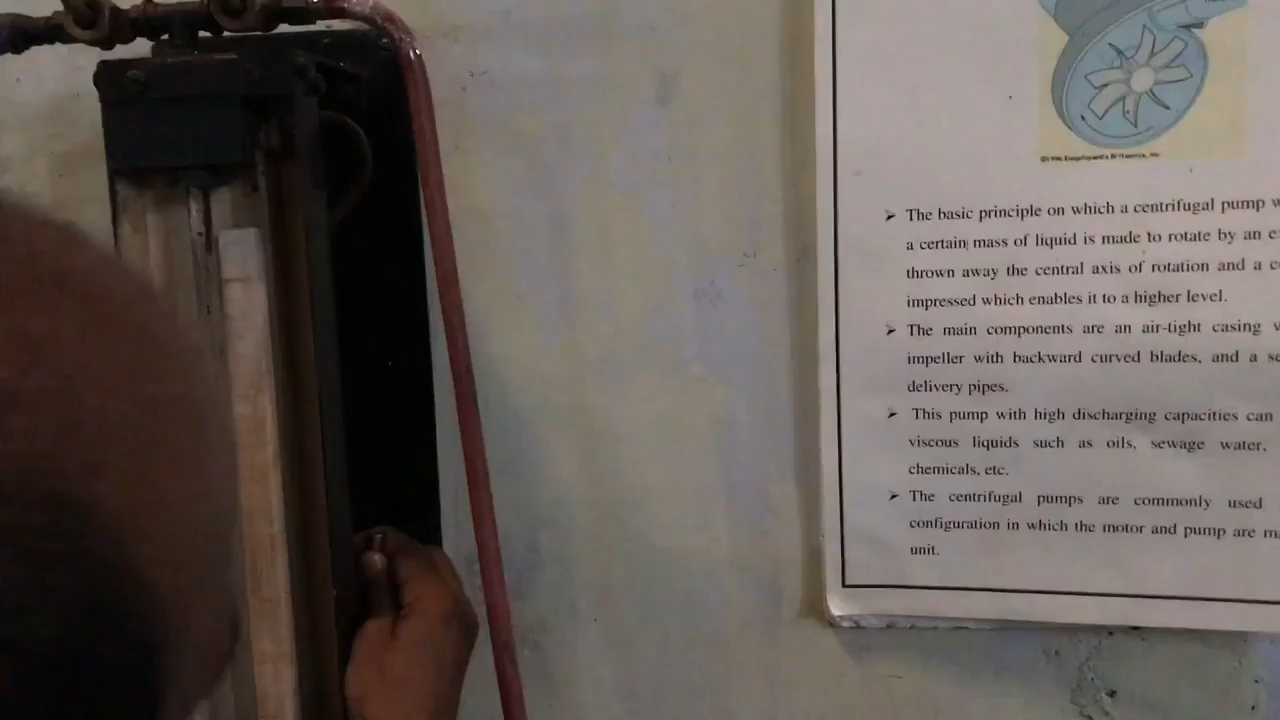 ©1996 Encyclopaedia Britannica, Inc.
The basic principle on which a centrifugal pump
a certain mass of liquid is made to rotate by an
thrown away the central axis of rotation and a
impressed which enables it to a higher level.
The main components are an air-tight casing
impeller with backward curved blades, and a
delivery pipes.
This pump with high discharging capacities can
viscous liquids such as oils, sewage water,
chemicals, etc.
The centrifugal pumps are commonly used
configuration in which the motor and pump are
unit.